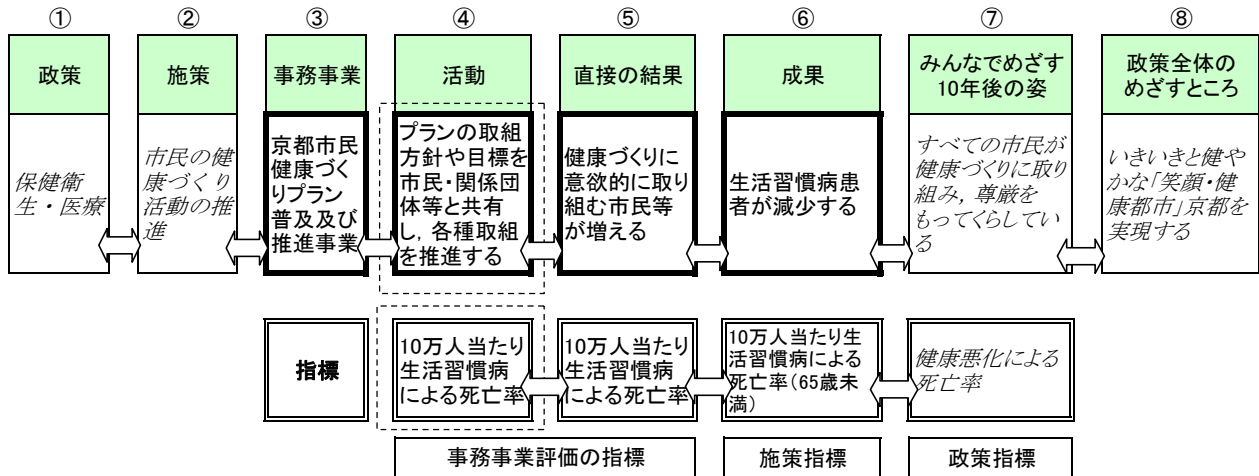 ① ② ③ ④ ⑤ ⑥ ⑦ ⑧
政策
施策
事務事業
活動
直接の結果
成果
みんなでめざす
10年後の姿
政策全体の
めざすところ
保健衛
生・医療
市民の健
康づくり
活動の推
進
京都市民
健康づく
りプラン
普及及び
推進事業
プランの取組
方針や目標を
市民・関係団
体等と共有
し，各種取組
を推進する
健康づくりに
意欲的に取り
組む市民等
が増える
生活習慣病患
者が減少する
すべての市民が
健康づくりに取り
組み，尊厳を
もってくらしてい
る
いきいきと健や
かな「笑顔・健
康都市」京都を
実現する
指標
10万人当たり
生活習慣病
による死亡率
10万人当たり
生活習慣病
による死亡率
10万人当たり生
活習慣病による
死亡率（65歳未
満）
健康悪化による
死亡率
事務事業評価の指標
施策指標
政策指標